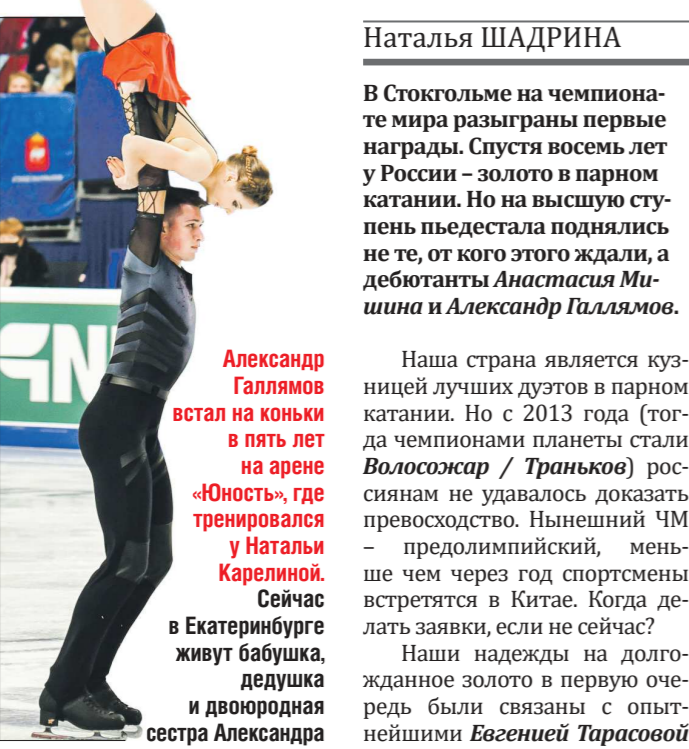 Наталья ШАДРИНА
В Стокгольме на чемпиона-
те мира разыграны первые
награды. Спустя восемь лет
у России – золото в парном
катании. Но на высшую сту-
пень пьедестала поднялись
не те, от кого этого ждали, а
дебютанты Анастасия Ми-
шина и Александр Галлямов.
Наша страна является куз-
ницей лучших дуэтов в парном
катании. Но с 2013 года (тог-
да чемпионами планеты стали
Волосожар / Траньков) рос-
сиянам не удавалось доказать
превосходство. Нынешний ЧМ
– предолимпийский, мень-
ше чем через год спортсмены
встретятся в Китае. Когда де-
лать заявки, если не сейчас?
Наши надежды на долго-
жданное золото в первую оче-
редь были связаны с опыт-
нейшими Евгенией Тарасовой
Александр
Галлямов
встал на коньки
в пять лет
на арене
«Юность», где
тренировался
у Натальи
Карелиной.
Сейчас
в Екатеринбурге
живут бабушка,
дедушка
и двоюродная
сестра Александра